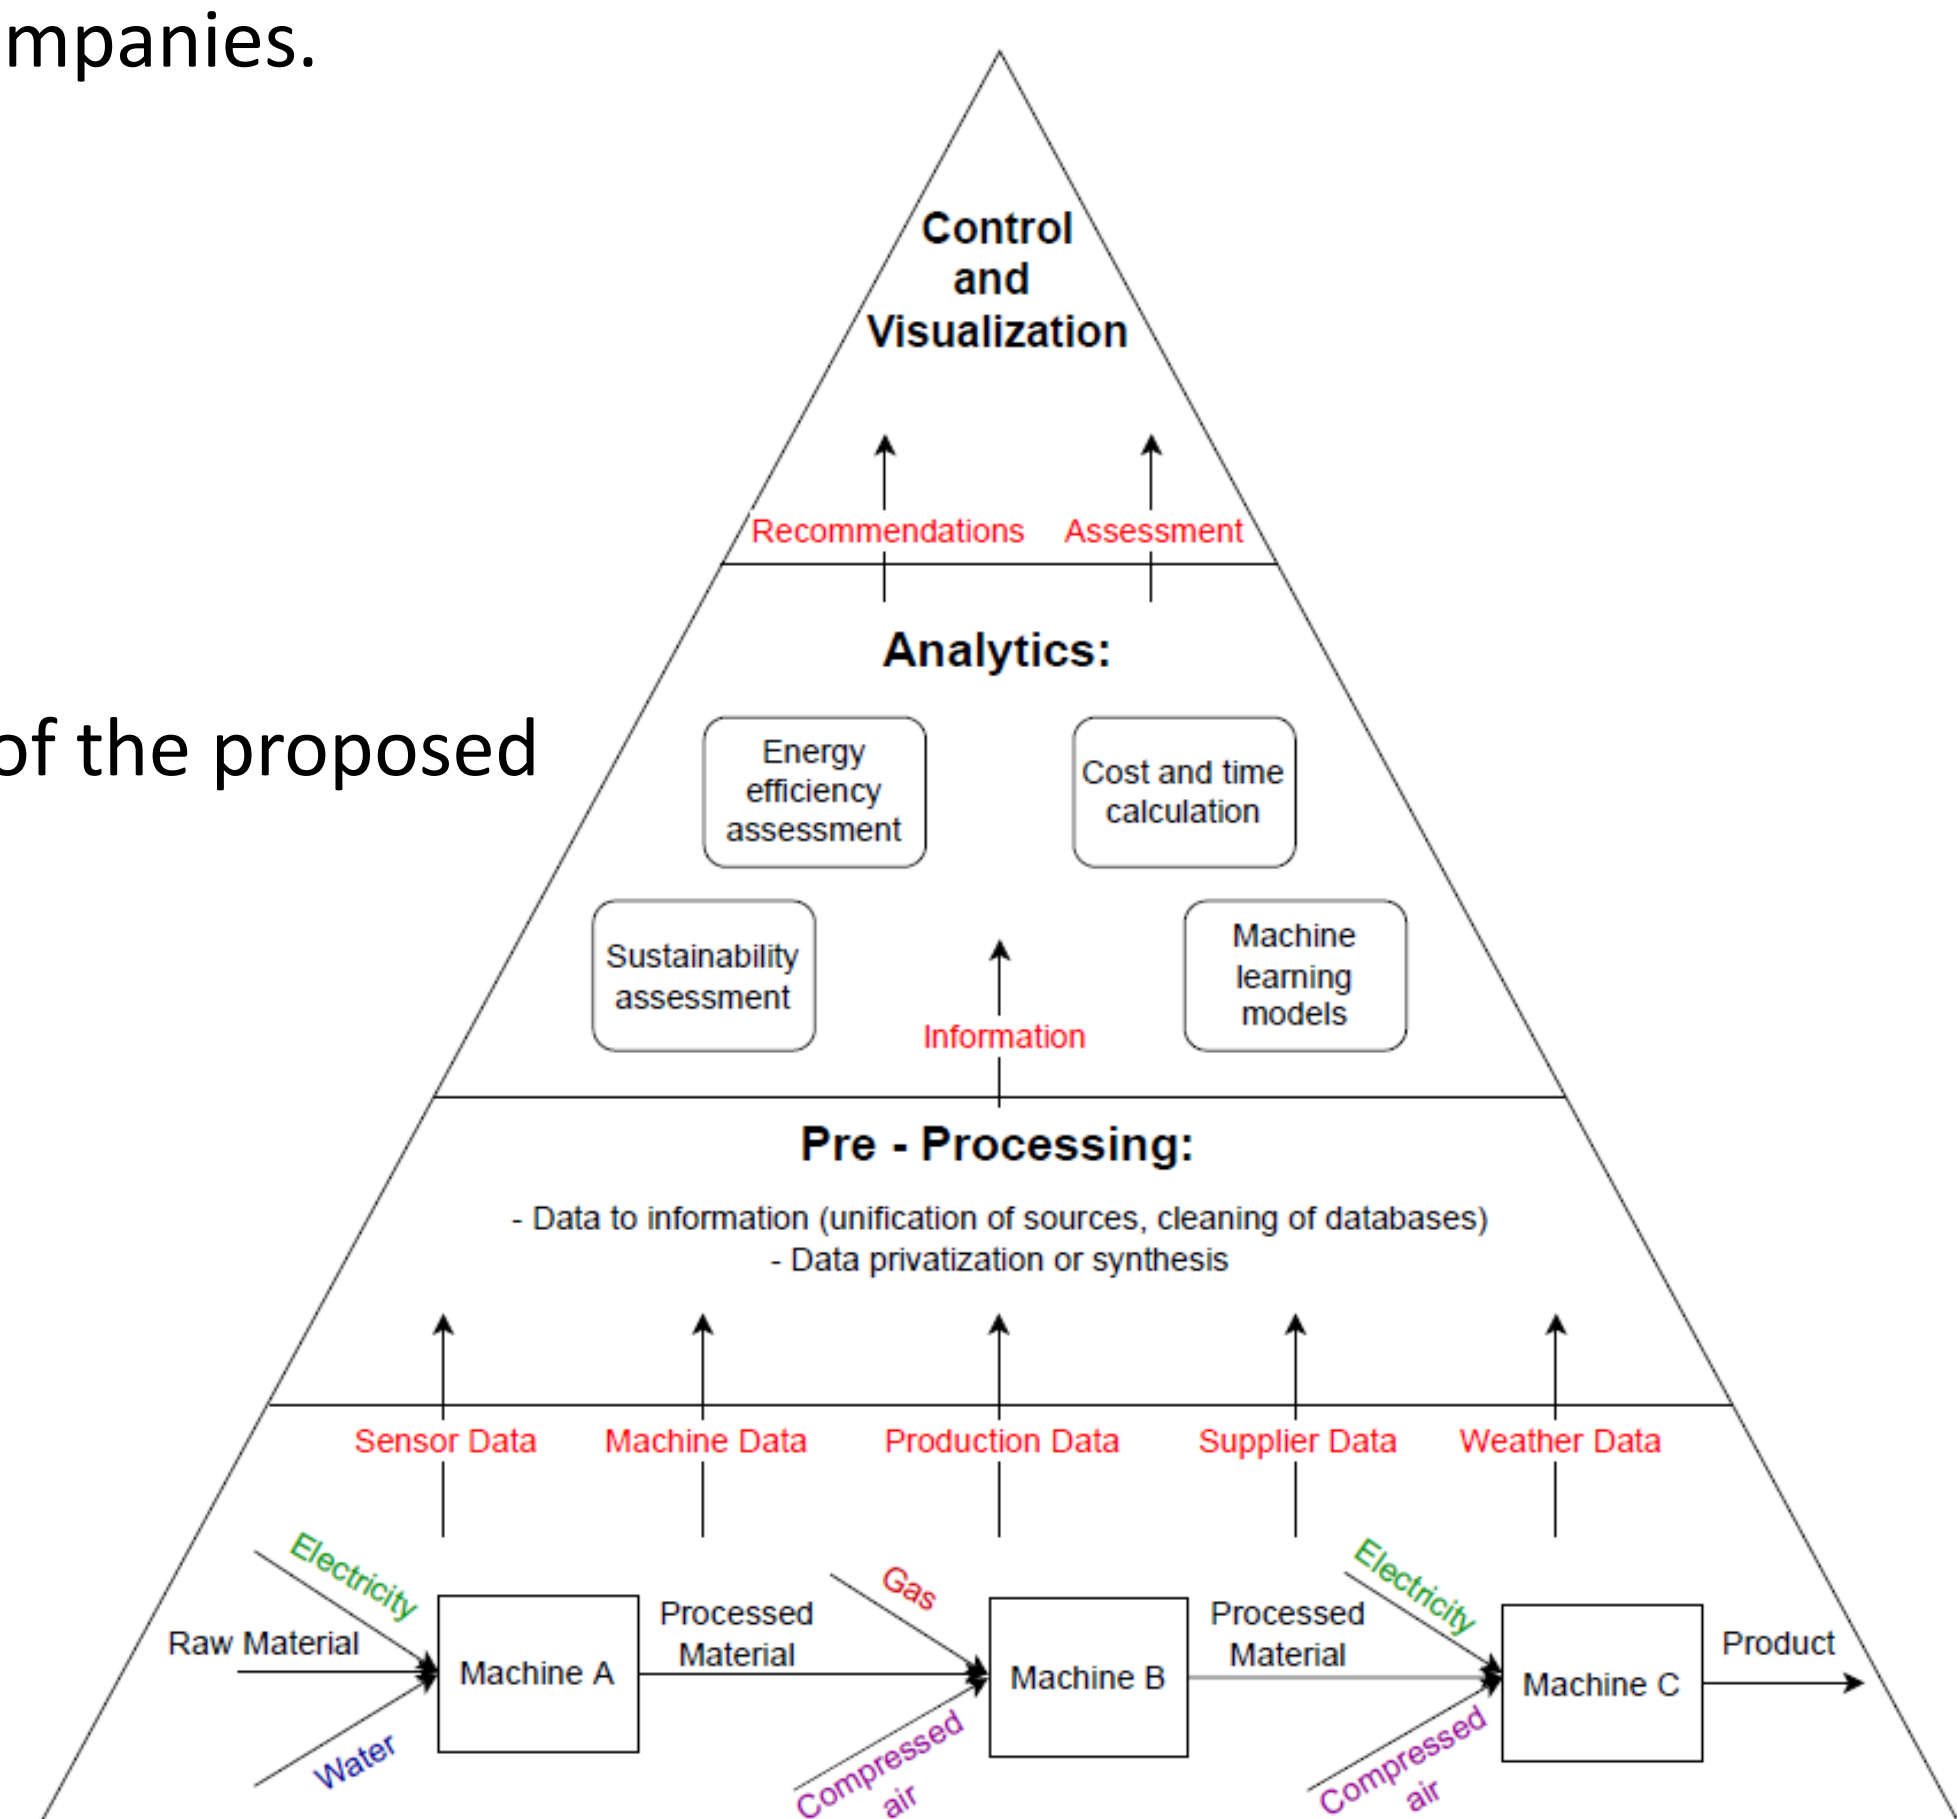 mpanies.
Control
and
Visualization
Recommendations Assessment
Analytics:
of the proposed
Energy
efficiency
assessment
Cost and time
calculation
Sustainability
assessment
Machine
learning
models
Information
Pre - Processing:
- Data to information (unification of sources, cleaning of databases)
- Data privatization or synthesis
Sensor Data Machine Data Production Data Supplier Data Weather Data
Electricity
Raw Material
Water
Machine A
Processed
Material
Gas
Compressed
air
Machine B
Processed
Material
Electricity
Compressed
air
Machine C
Product